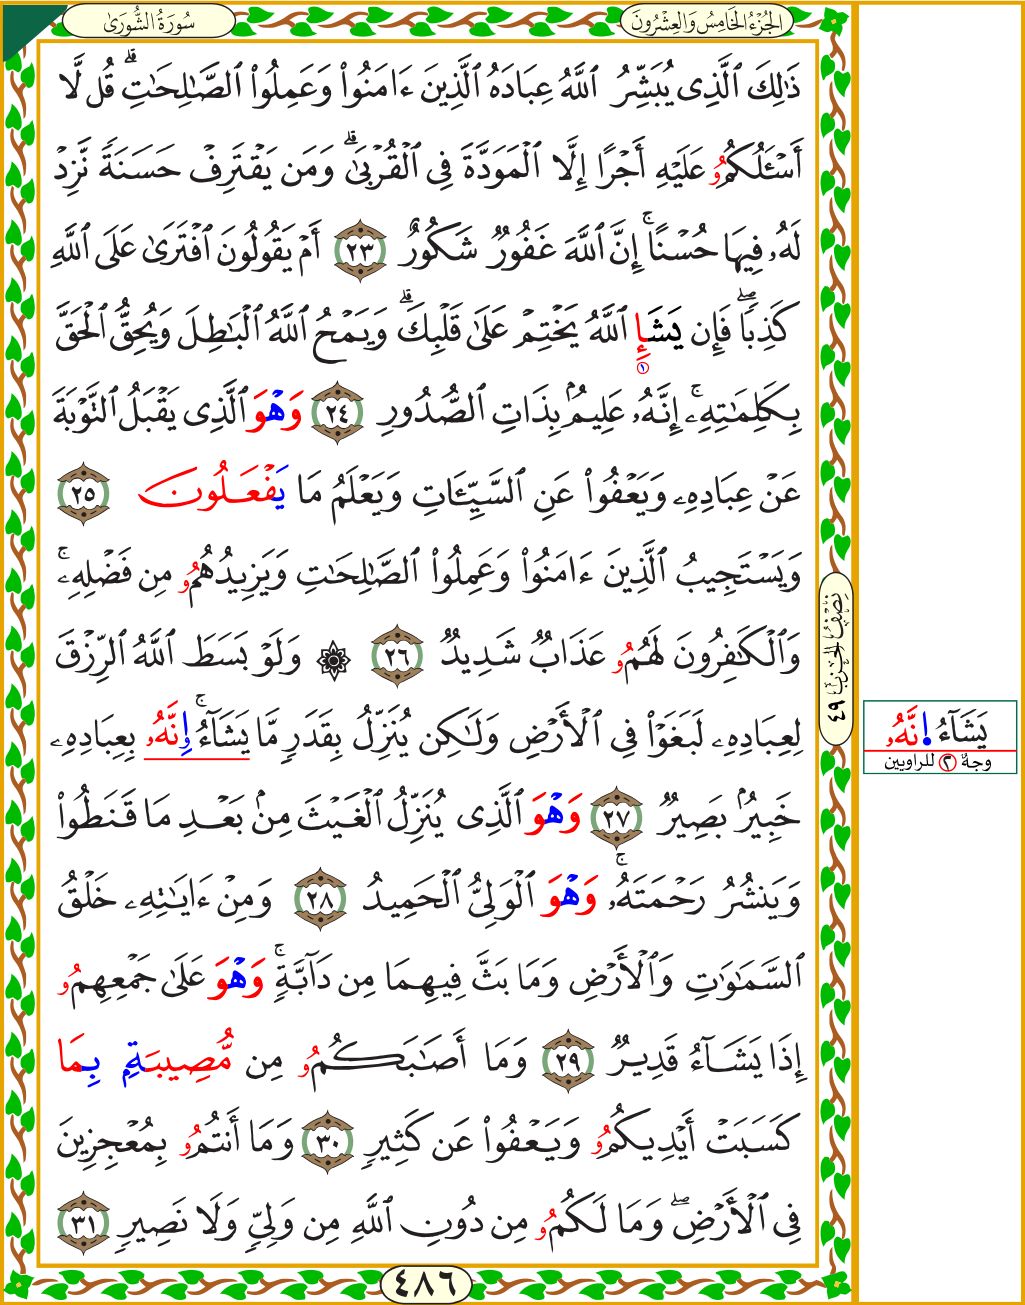 الجُزْءُ الخَامِسُ وَالعِشْرُونَ
سُورَةُ الشُّورَىٰ
ذَٰلِكَ ٱلَّذِى يُبَشِّرُ ٱللَّهُ عِبَادَهُ ٱلَّذِينَ ءَامَنُواْ وَعَمِلُواْ ٱلصَّٰلِحَٰتِۗ قُل لَّا
أَسْـَٔلُكُمُۥ عَلَيْهِ أَجْرًا إِلَّا ٱلْمَوَدَّةَ فِى ٱلْقُرْبَىٰۗ وَمَن يَقْتَرِفْ حَسَنَةً نَّزِدْ
لَهُۥ فِيهَا حُسْنًاۚ إِنَّ ٱللَّهَ غَفُورٌ شَكُورٌ ٢٣ أَمْ يَقُولُونَ ٱفْتَرَىٰ عَلَى ٱللَّهِ
كَذِبًاۖ فَإِن يَشَإِ ٱللَّهُ يَخْتِمْ عَلَىٰ قَلْبِكَۗ وَيَمْحُ ٱللَّهُ ٱلْبَٰطِلَ وَيُحِقُّ ٱلْحَقَّ
١
بِكَلِمَٰتِهِۦۚ إِنَّهُۥ عَلِيمٌۢ بِذَاتِ ٱلصُّدُورِ ٢٤ وَهْوَ ٱلَّذِى يَقْبَلُ ٱلتَّوْبَةَ
عَنْ عِبَادِهِۦ وَيَعْفُواْ عَنِ ٱلسَّيِّـَٔاتِ وَيَعْلَمُ مَا يَفْعَلُونَ ٢٥
وَيَسْتَجِيبُ ٱلَّذِينَ ءَامَنُواْ وَعَمِلُواْ ٱلصَّٰلِحَٰتِ وَيَزِيدُهُمُۥ مِن فَضْلِهِۦۚ
وَٱلْكَٰفِرُونَ لَهُمُۥ عَذَابٌ شَدِيدٌ ٢٦ ۞ وَلَوْ بَسَطَ ٱللَّهُ ٱلرِّزْقَ
لِعِبَادِهِۦ لَبَغَوْاْ فِى ٱلْأَرْضِ وَلَٰكِن يُنَزِّلُ بِقَدَرٍ مَّا يَشَآءُۚ إِنَّهُۥ بِعِبَادِهِۦ
خَبِيرٌۢ بَصِيرٌ ٢٧ وَهْوَ ٱلَّذِى يُنَزِّلُ ٱلْغَيْثَ مِنۢ بَعْدِ مَا قَنَطُواْ
وَيَنشُرُ رَحْمَتَهُۥۚ وَهْوَ ٱلْوَلِىُّ ٱلْحَمِيدُ ٢٨ وَمِنْ ءَايَٰتِهِۦ خَلْقُ
ٱلسَّمَٰوَٰتِ وَٱلْأَرْضِ وَمَا بَثَّ فِيهِمَا مِن دَآبَّةٍۚ وَهْوَ عَلَىٰ جَمْعِهِمُۥ
إِذَا يَشَآءُ قَدِيرٌ ٢٩ وَمَا أَصَٰبَكُمُۥ مِن مُّصِيبَةٍۭ بِمَا
كَسَبَتْ أَيْدِيكُمُۥ وَيَعْفُواْ عَن كَثِيرٍ ٣٠ وَمَا أَنتُمُۥ بِمُعْجِزِينَ
فِى ٱلْأَرْضِۖ وَمَا لَكُمُۥ مِن دُونِ ٱللَّهِ مِن وَلِىٍّ وَلَا نَصِيرٍ ٣١
نِصْفُ الحِزْبِ ٤٩
يَشَآءُ اِنَّهُۥ
وجهٌ ٢ للراويين
٤٨٦